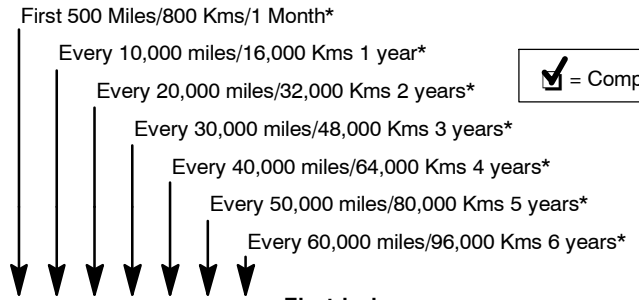 First 500 Miles/800 Kms/1 Month*
Every 10,000 miles/16,000 Kms 1 year*
= Comp
Every 20,000 miles/32,000 Kms 2 years*
Every 30,000 miles/48,000 Kms 3 years*
Every 40,000 miles/64,000 Kms 4 years*
Every 50,000 miles/80,000 Kms 5 years*
Every 60,000 miles/96,000 Kms 6 years*